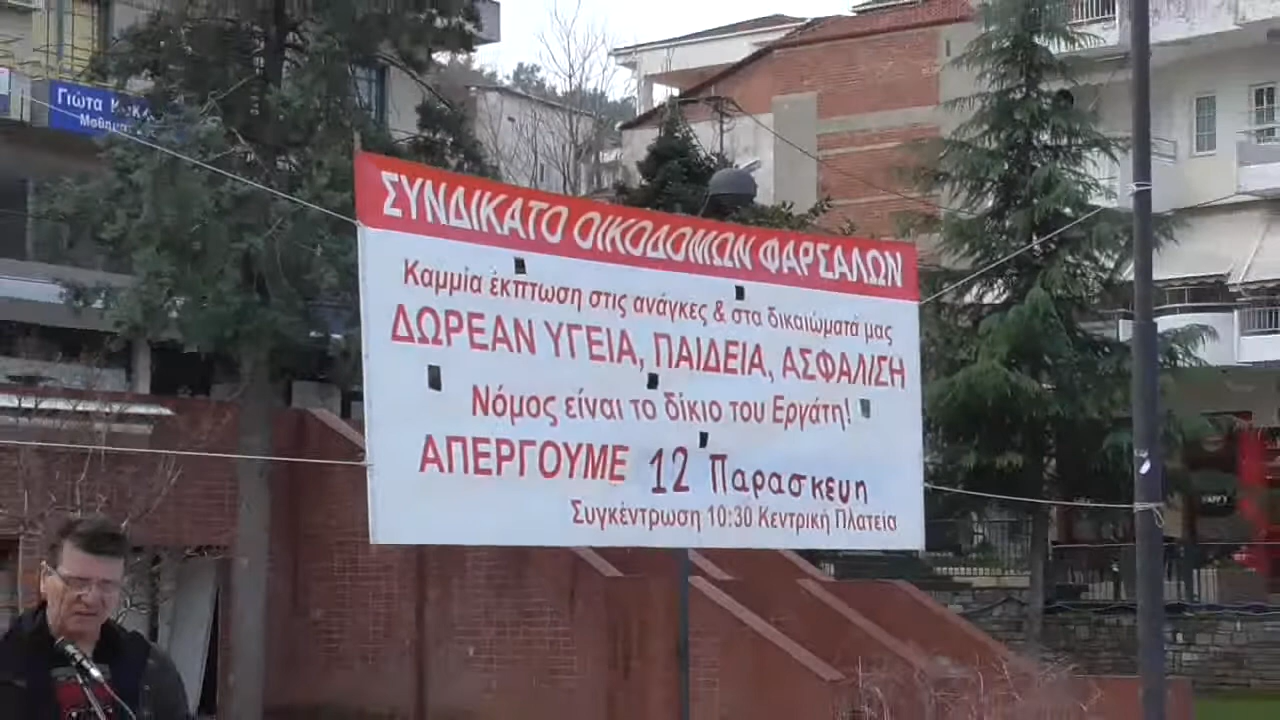 Γιώτα
ΣΥΝΔΙΚΑΤΟ ΟΙΚΟΔΟΜΩΝ ΦΑΡΣΑΛΩΝ
Καμμία έκπτωση στις ανάγκες & στα δικαιώματά μας
ΔΩΡΕΑΝ ΥΓΕΙΑ, ΠΑΙΔΕΙΑ, ΑΣΦΑΛΙΣΗ
Νόμος είναι το δίκιο του Εργάτη!
ΑΠΕΡΓΟΥΜΕ 12 Παρασκευη
Συγκέντρωση 10:30 Κεντρική Πλατεία